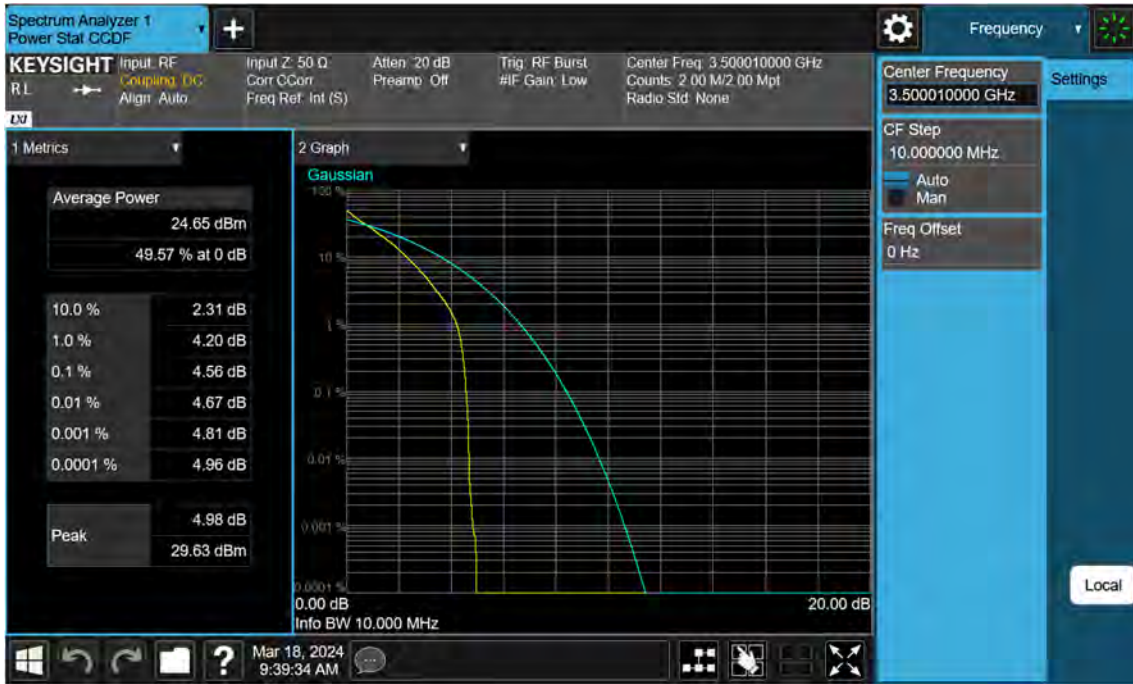 Spectrum Analyzer 1
Power Stat CCDF
Frequency
KEYSIGHT
RL
LXI
Input: RF
Coupling: DC
Align: Auto
Input Z: 50 Ω
Corr CCorr
Freq Ref: Int (S)
Atten: 20 dB
Preamp: Off
Trig: RF Burst
#IF Gain: Low
Center Freq: 3.500010000 GHz
Counts: 2.00 M/2.00 Mpt
Radio Std: None
Center Frequency
3.500010000 GHz
Settings
CF Step
10.000000 MHz
Auto
Man
Freq Offset
0 Hz
Local
1 Metrics
Average Power
24.65 dBm
49.57 % at 0 dB
10.0 % 2.31 dB
1.0 % 4.20 dB
0.1 % 4.56 dB
0.01 % 4.67 dB
0.001 % 4.81 dB
0.0001 % 4.96 dB
Peak
4.98 dB
29.63 dBm
2 Graph
Gaussian
100 %
10 %
1 %
0.1 %
0.01 %
0.001 %
0.0001 %
0.00 dB 20.00 dB
Info BW 10.000 MHz
?
Mar 18, 2024
9:39:34 AM